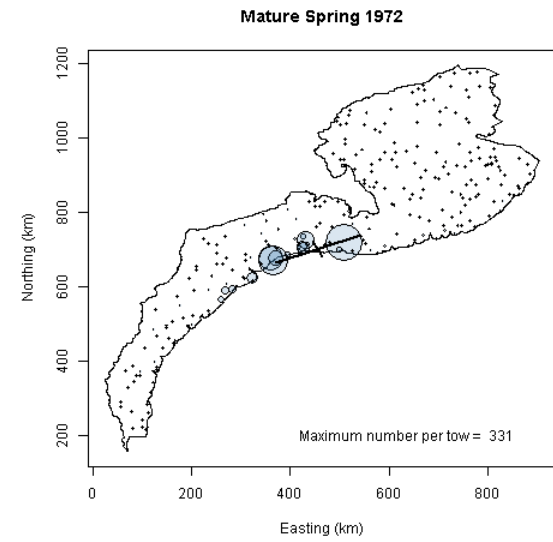 Mature Spring 1972
Northing (km)
1200
1000
800
600
400
200
Maximum number per tow = 331
0 200 400 600 800
Easting (km)